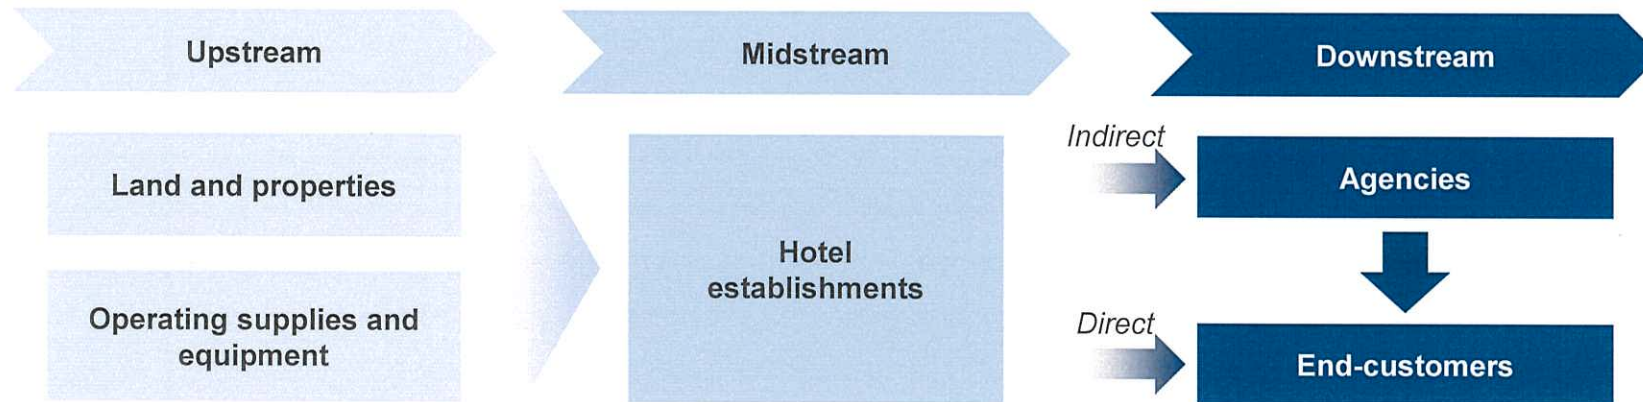 Upstream
Midstream
Downstream
Land and properties
Operating supplies and
equipment
Hotel
establishments
Indirect
Agencies
Direct
End-customers